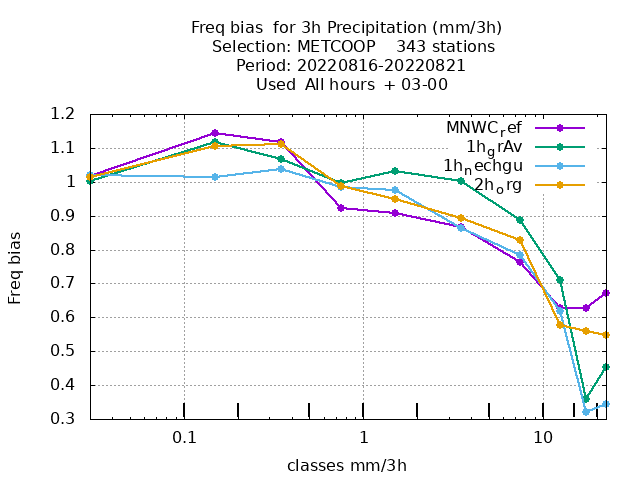 Freq bias  for 3h Precipitation (mm/3h)
Selection: METCOOP    343 stations
Period: 20220816-20220821
Used  All hours  + 03-00
MNWC_ref
1h_grAv
1h_nechgu
2h_org
1.2
1.1
1
0.9
0.8
0.7
0.6
0.5
0.4
0.3
Freq bias
0.1
1
10
classes mm/3h